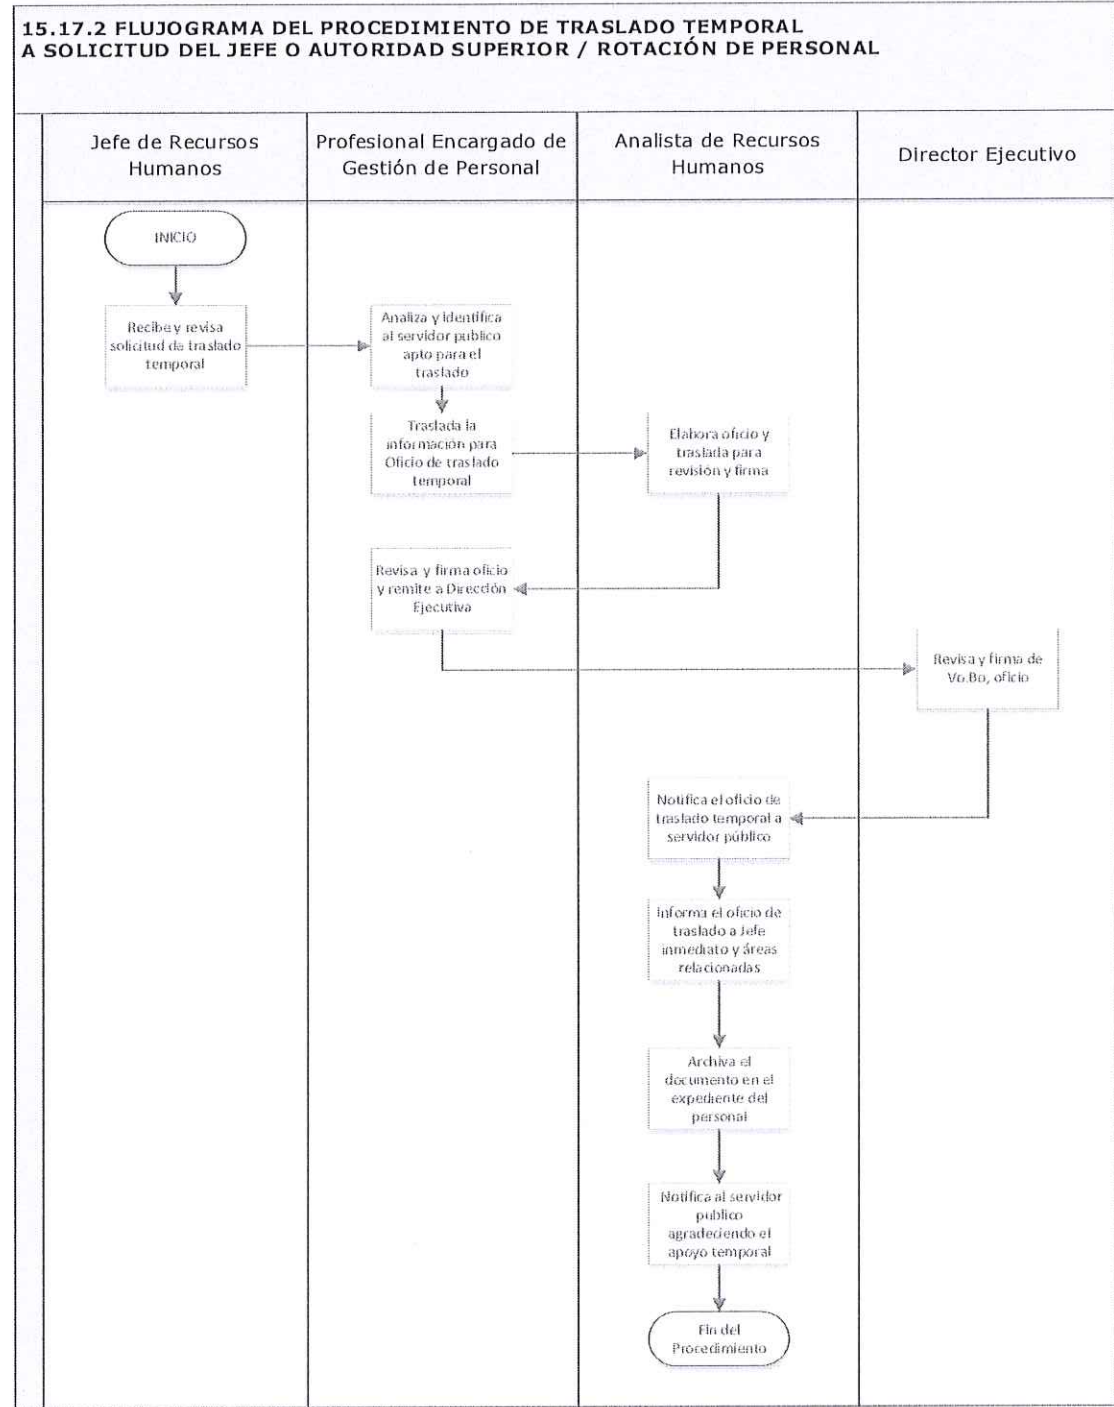 15.17.2 FLUJOGRAMA DEL PROCEDIMIENTO DE TRASLADO TEMPORAL
A SOLICITUD DEL JEFE O AUTORIDAD SUPERIOR / ROTACIÓN DE PERSONAL
Jefe de Recursos
Humanos
Profesional Encargado de
Gestión de Personal
Analista de Recursos
Humanos
Director Ejecutivo
INICIO
Recibe y revisa
solicitud de traslado
temporal
Analiza y identifica
al servidor publico
apto para el
traslado
Traslada la
información para
Oficio de traslado
temporal
Elabora oficio y
traslada para
revisión y firma
Revisa y firma oficio
y remite a Dirección
Ejecutiva
Revisa y firma de
Vo.Bo, oficio
Notifica el oficio de
traslado temporal a
servidor público
Informa el oficio de
traslado a Jefe
inmediato y áreas
relacionadas
Archiva el
documento en el
expediente del
personal
Notifica al servidor
publico
agradeciendo el
apoyo temporal
Fin del
Procedimiento